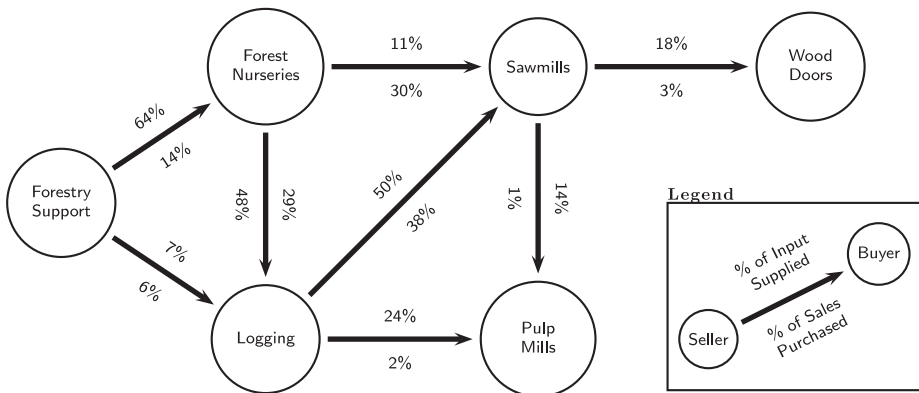 Forest
Nurseries
11%
30%
Sawmills
18%
3%
Wood
Doors
64%
14%
Forestry
Support
48%
29%
50%
38%
1%
14%
7%
6%
Logging
24%
2%
Pulp
Mills
Legend
% of Input
Supplied
Buyer
Seller
% of Sales
Purchased